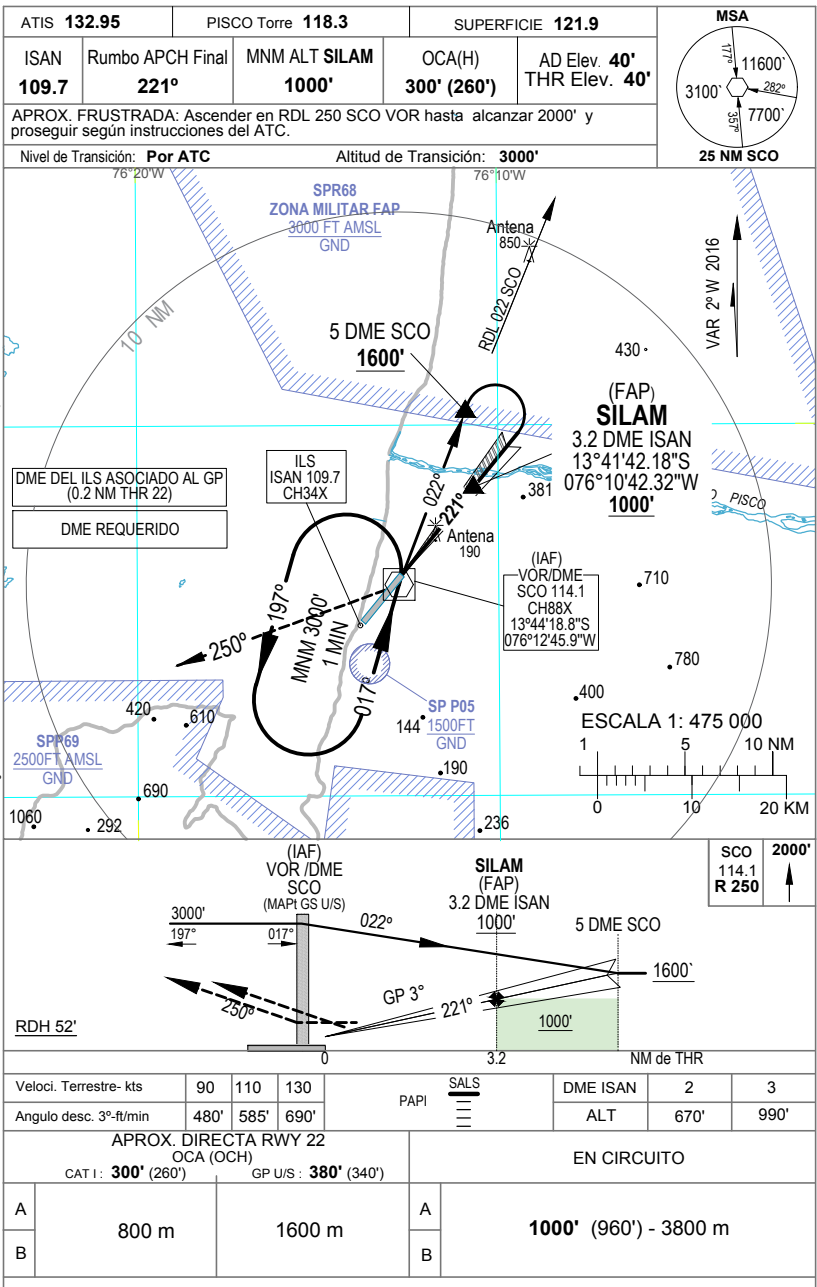 ATIS 132.95
PISCO Torre 118.3
SUPERFICIE 121.9
ISAN
109.7
Rumbo APCH Final
221º
MNM ALT SILAM
1000'
OCA(H)
300' (260')
AD Elev. 40'
THR Elev. 40'
APROX. FRUSTRADA: Ascender en RDL 250 SCO VOR hasta alcanzar 2000' y
proseguir según instrucciones del ATC.
Nivel de Transición: Por ATC
Altitud de Transición: 3000'
MSA
177º
11600`
3100`
282º
7700`
357º
25 NM SCO
76°20'W
76°10'W
SPR68
ZONA MILITAR FAP
3000 FT AMSL
GND
Antena
850
RDL 022 SCO
VAR 2º W 2016
10 NM
5 DME SCO
1600'
430
(FAP)
SILAM
3.2 DME ISAN
13°41'42.18"S
076°10'42.32"W
1000'
ILS
ISAN 109.7
CH34X
DME DEL ILS ASOCIADO AL GP
(0.2 NM THR 22)
DME REQUERIDO
022º
221º
381
PISCO
Antena
190
(IAF)
VOR/DME
SCO 114.1
CH88X
13º44'18.8"S
076º12'45.9"W
710
197º
MNM 3000'
1 MIN
250º
017º
780
400
420
610
SP P05
1500FT
GND
144
ESCALA 1: 475 000
1 5 10 NM
0 10 20 KM
SPP69
2500FT AMSL
GND
190
690
1060
292
236
(IAF)
VOR /DME
SCO
(MAPt GS U/S)
SILAM
(FAP)
3.2 DME ISAN
1000'
5 DME SCO
SCO
114.1
R 250
2000'
3000'
197°
017°
022º
1600`
GP 3°
221º
250º
1000'
RDH 52'
0
3.2
NM de THR
Veloci. Terrestre- kts 90 110 130
Angulo desc. 3º-ft/min 480' 585' 690'
PAPI
SALS
DME ISAN 2 3
ALT 670' 990'
APROX. DIRECTA RWY 22
OCA (OCH)
CAT I : 300' (260')
GP U/S : 380' (340')
EN CIRCUITO
A
B
800 m
1600 m
A
B
1000' (960') - 3800 m